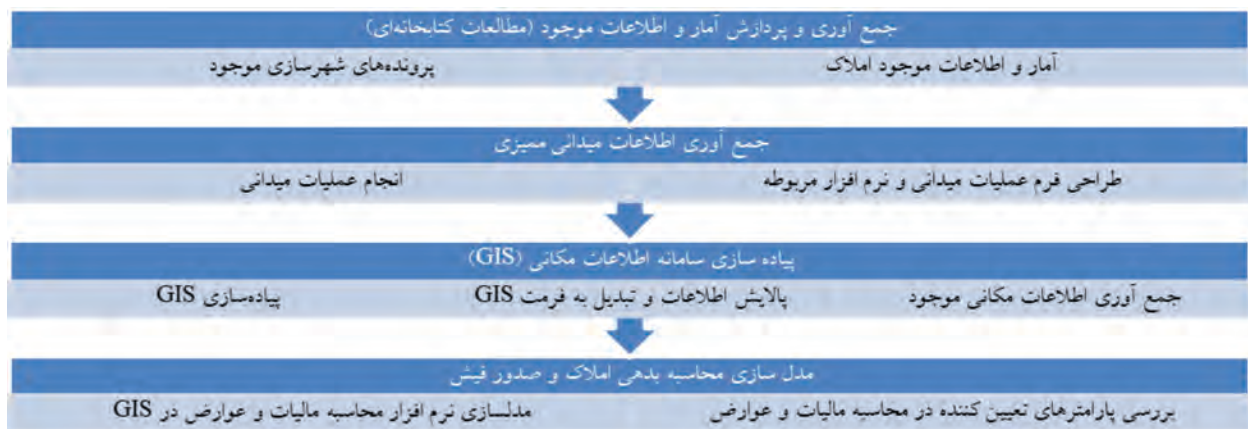 جمع آوری و پردازش آمار و اطلاعات موجود (مطالعات کتابخانه‌ای)
آمار و اطلاعات موجود املاک پرونده‌های شهرسازی موجود
جمع آوری اطلاعات میدانی ممیزی
طراحی فرم عملیات میدانی و نرم افزار مربوطه انجام عملیات میدانی
پیاده سازی سامانه اطلاعات مکانی (GIS)
جمع آوری اطلاعات مکانی موجود پالایش اطلاعات و تبدیل به فرمت GIS پیاده‌سازی GIS
مدل سازی محاسبه بدهی املاک و صدور فیش
بررسی پارامترهای تعیین کننده در محاسبه مالیات و عوارض مدلسازی نرم افزار محاسبه مالیات و عوارض در GIS